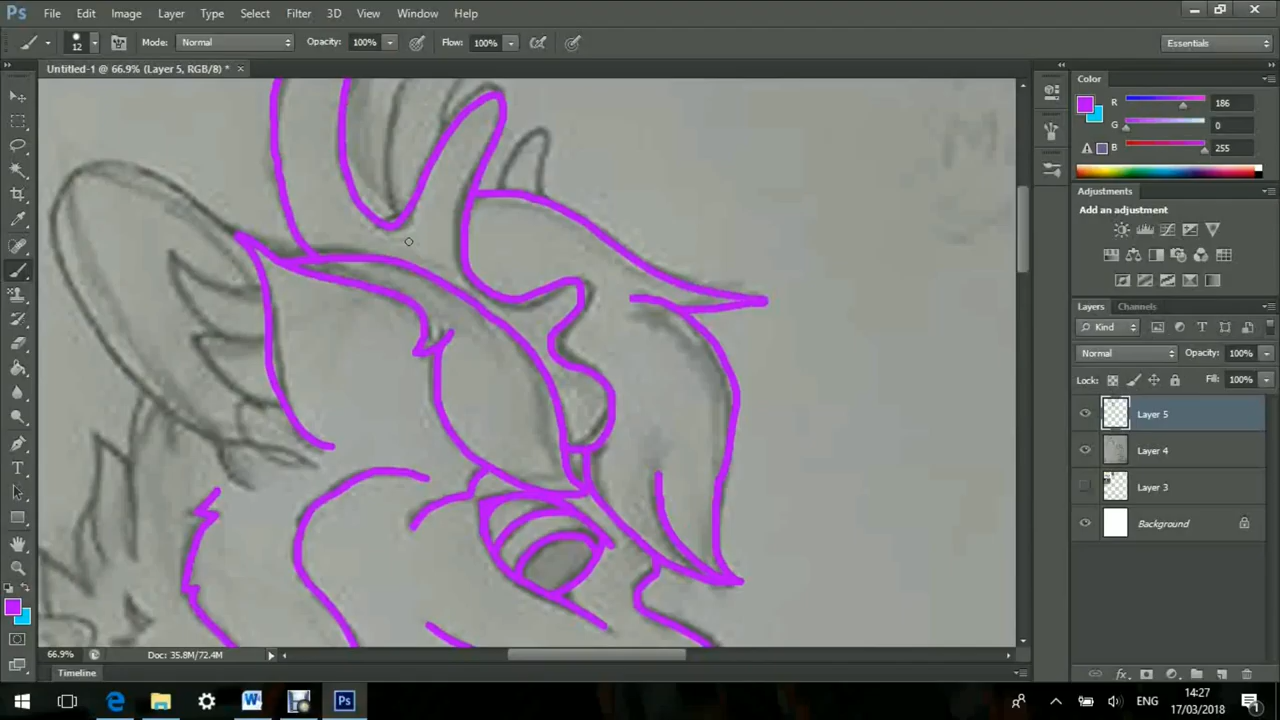 Ps File Edit Image Layer Type Select Filter 3D View Window Help
12 Mode: Normal Opacity: 100% Flow: 100% Essentials
Untitled-1 @ 66.9% (Layer 5, RGB/8) * ×
Color
R 186
G 0
B 255
Adjustments
Add an adjustment
Layers Channels
Kind
Normal Opacity: 100%
Lock: Fill: 100%
Layer 5
Layer 4
Layer 3
Background
66.9% Doc: 35.8M/72.4M
Timeline
ENG 14:27
17/03/2018